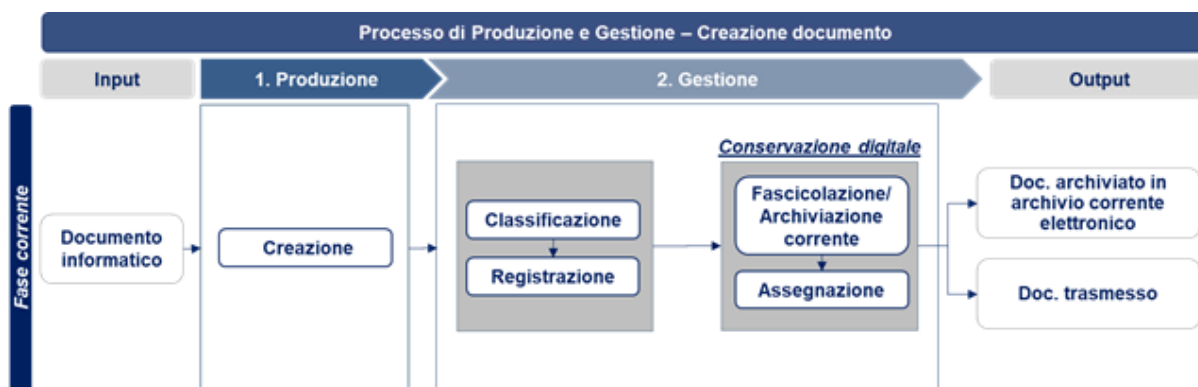 Processo di Produzione e Gestione – Creazione documento
Input
1. Produzione
2. Gestione
Output
Fase corrente
Documento
informatico
Creazione
Classificazione
Registrazione
Conservazione digitale
Fascicolazione/
Archiviazione
corrente
Assegnazione
Doc. archiviato in
archivio corrente
elettronico
Doc. trasmesso